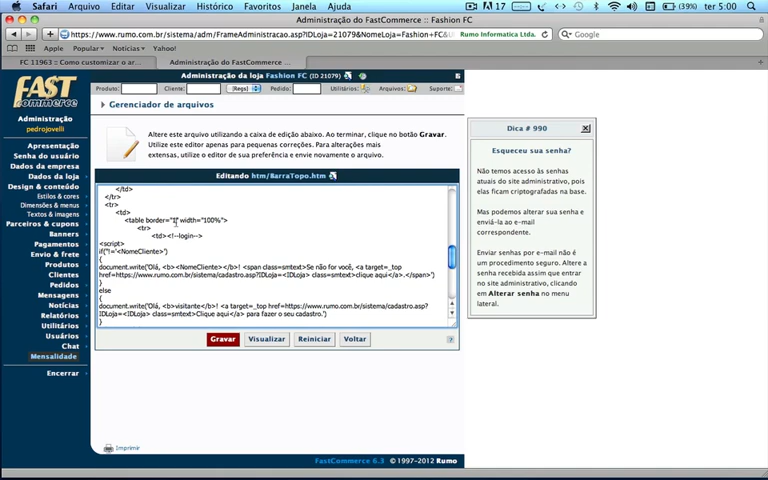 Safari Arquivo Editar Visualizar Histórico Favoritos Janela Ajuda 17 (39%) ter 5:00
Administração do FastCommerce :: Fashion FC
https://www.rumo.com.br/sistema/adm/FrameAdministracao.asp?IDLoja=21079&NomeLoja=Fashion+FC&U Rumo Informatica Ltda. Google
Apple Popular Notícias Yahoo!
FC 11963 :: Como customizar o ar... Administração do FastCommerce ...
FAST commerce
Administração
pedrojovelli
Apresentação
Senha do usuário
Dados da empresa
Dados da loja
Design & conteúdo
Estilos & cores
Dimensões & menus
Textos & imagens
Parceiros & cupons
Banners
Pagamentos
Envio & frete
Produtos
Clientes
Pedidos
Mensagens
Notícias
Relatórios
Utilitários
Usuários
Chat
Mensalidade
Encerrar
Administração da loja Fashion FC (ID 21079)
Produto: Cliente: [Regs] Pedido: Utilitários: Arquivos: Suporte:
Gerenciador de arquivos
Altere este arquivo utilizando a caixa de edição abaixo. Ao terminar, clique no botão Gravar.
Utilize este editor apenas para pequenas correções. Para alterações mais
extensas, utilize o editor de sua preferência e envie novamente o arquivo.
Editando htm/BarraTopo.htm
</td>
</tr>
<tr>
<td>
<table border="1" width="100%">
<tr>
<td><!--login-->
<script>
if("!='<NomeCliente>')
{
document.write('Olá, <b><NomeCliente></b>! <span class=smtext>Se não for você, <a target=_top
href=https://www.rumo.com.br/sistema/cadastro.asp?IDLoja=<IDLoja> class=smtext>clique aqui</a>.</span>')
}
else
{
document.write('Olá, <b>visitante</b>! <a target=_top href=https://www.rumo.com.br/sistema/cadastro.asp?
IDLoja=<IDLoja> class=smtext>Clique aqui</a> para fazer o seu cadastro.')
}
Gravar Visualizar Reiniciar Voltar
Imprimir
FastCommerce 6.3 © 1997-2012 Rumo
Dica # 990
Esqueceu sua senha?
Não temos acesso às senhas
atuais do site administrativo, pois
elas ficam criptografadas na base.
Mas podemos alterar sua senha e
enviá-la ao e-mail
correspondente.
Enviar senhas por e-mail não é
um procedimento seguro. Altere a
senha recebida assim que entrar
no site administrativo, clicando
em Alterar senha no menu
lateral.